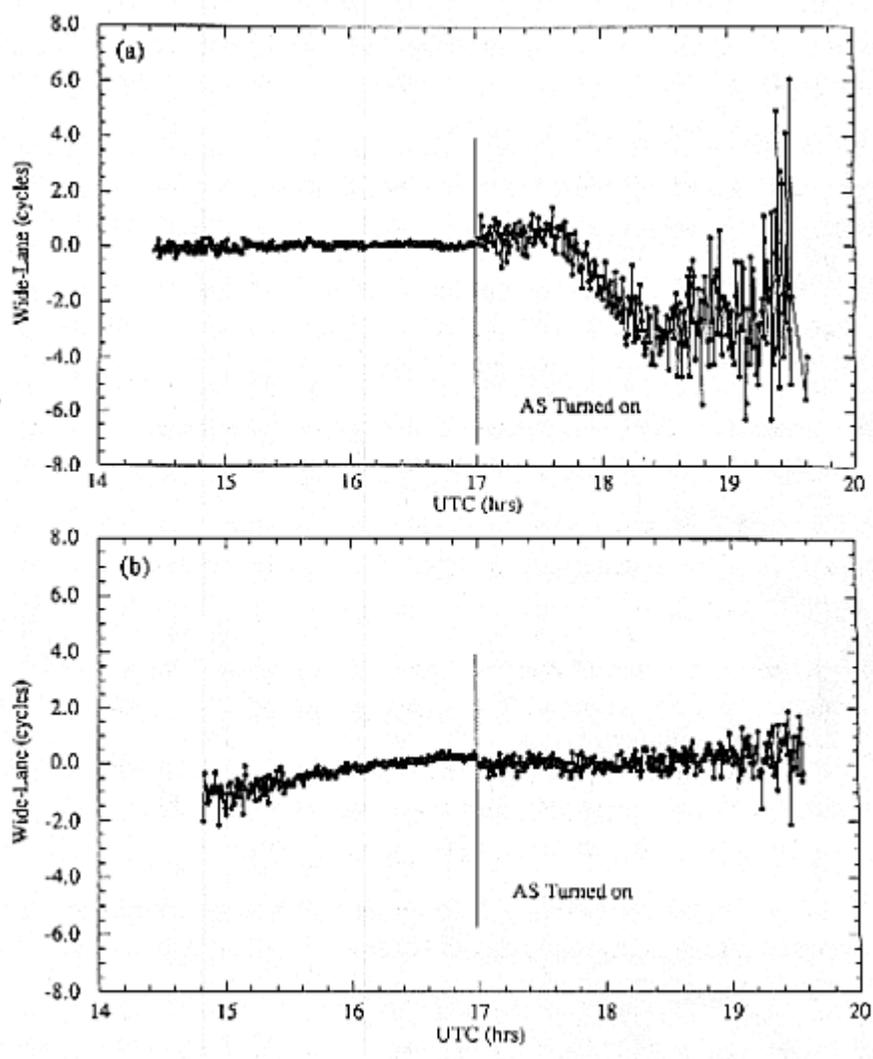 8.0
(a)
6.0
4.0
2.0
0.0
-2.0
-4.0
-6.0
-8.0
Wide-Lane (cycles)
AS Turned on
14 15 16 17 18 19 20
UTC (hrs)
8.0
(b)
6.0
4.0
2.0
0.0
-2.0
-4.0
-6.0
-8.0
Wide-Lane (cycles)
AS Turned on
14 15 16 17 18 19 20
UTC (hrs)